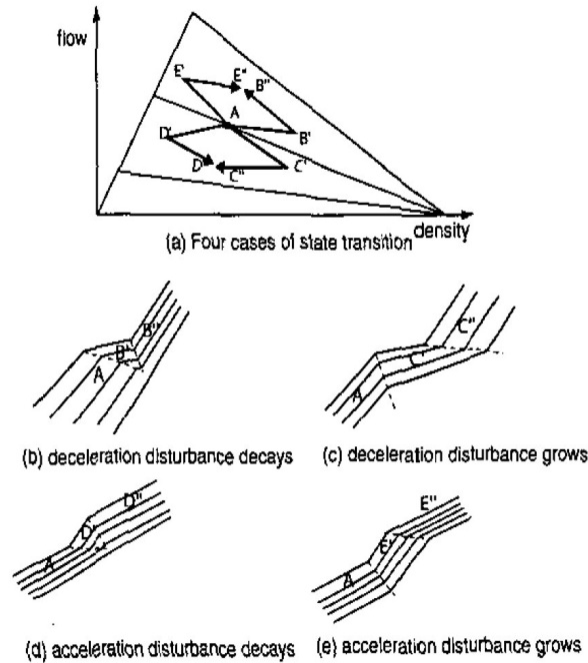 flow
E'
E"
B"
A
D'
B'
D"
C"
C'
density
(a) Four cases of state transition
B"
B'
A
C"
C'
A
(b) deceleration disturbance decays
(c) deceleration disturbance grows
D"
D'
A
E"
E'
A
(d) acceleration disturbance decays
(e) acceleration disturbance grows